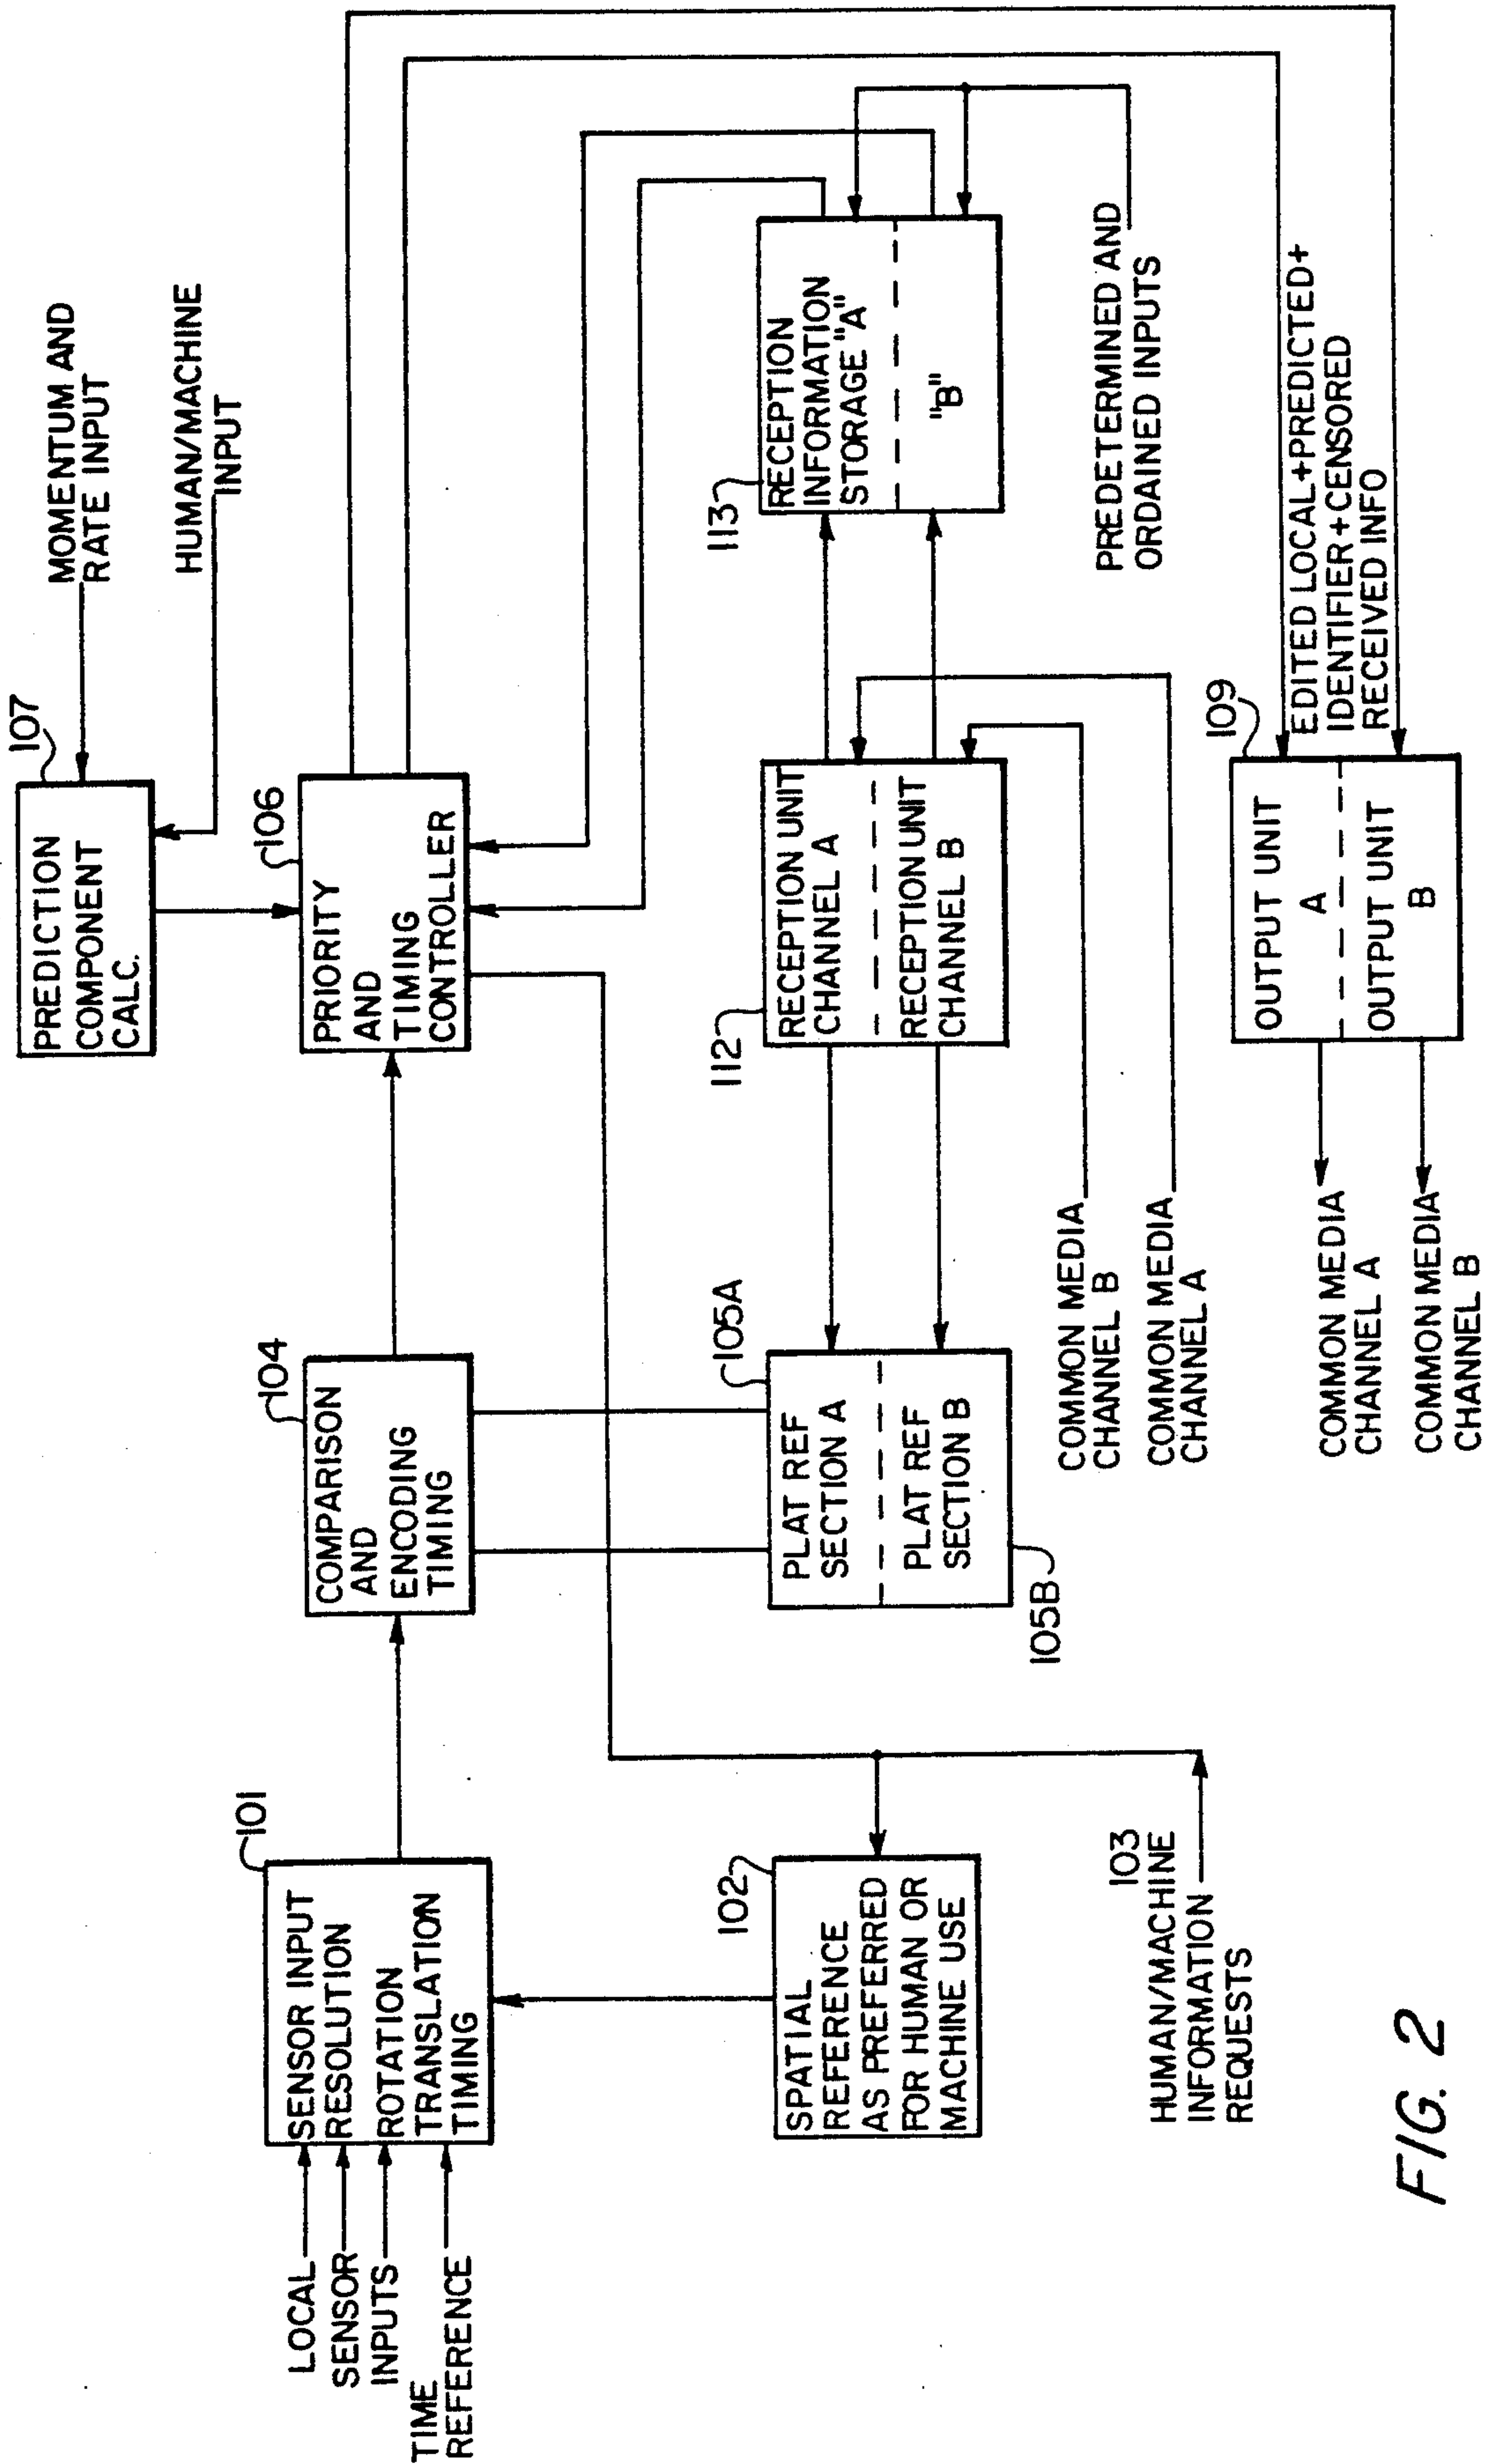 MOMENTUM AND
RATE INPUT
107
HUMAN/MACHINE
INPUT
PREDICTION
COMPONENT
CALC.
101
104
106
LOCAL
SENSOR
INPUTS
TIME
REFERENCE
SENSOR INPUT
RESOLUTION
ROTATION
TRANSLATION
TIMING
COMPARISON
AND
ENCODING
TIMING
PRIORITY
AND
TIMING
CONTROLLER
102
SPATIAL
REFERENCE
AS PREFERRED
FOR HUMAN OR
MACHINE USE
105A
PLAT REF
SECTION A
PLAT REF
SECTION B
105B
112
RECEPTION UNIT
CHANNEL A
RECEPTION UNIT
CHANNEL B
113
RECEPTION
INFORMATION
STORAGE "A"
"B"
103
HUMAN/MACHINE
INFORMATION
REQUESTS
COMMON MEDIA
CHANNEL B
COMMON MEDIA
CHANNEL A
PREDETERMINED AND
ORDAINED INPUTS
109
EDITED LOCAL+PREDICTED+
IDENTIFIER+CENSORED
RECEIVED INFO
OUTPUT UNIT
A
OUTPUT UNIT
B
COMMON MEDIA
CHANNEL A
COMMON MEDIA
CHANNEL B
FIG. 2